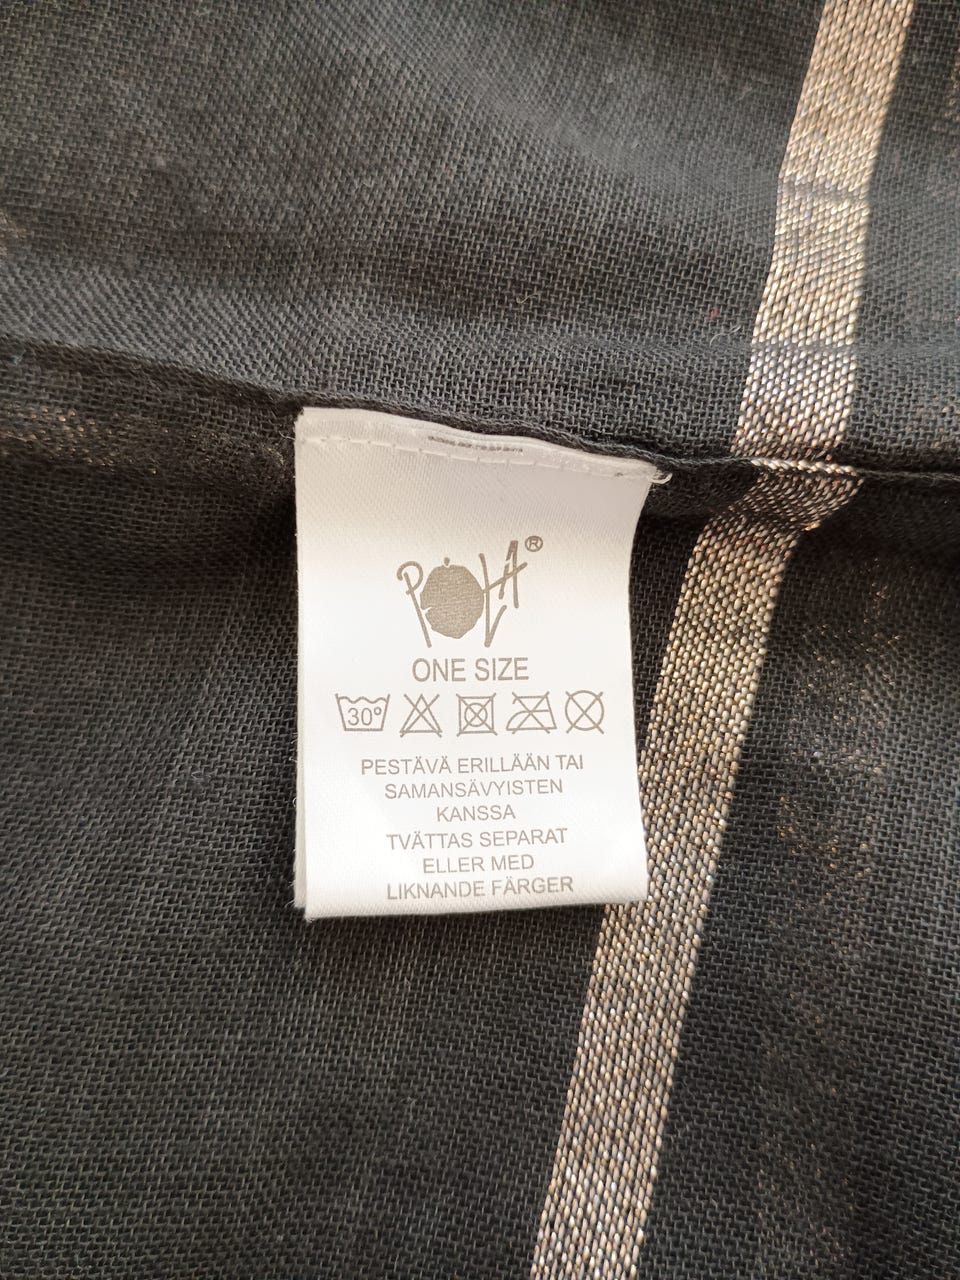 POLA®
ONE SIZE
30°
PESTÄVÄ ERILLÄÄN TAI
SAMANSÄVYISTEN
KANSSA
TVÄTTAS SEPARAT
ELLER MED
LIKNANDE FÄRGER